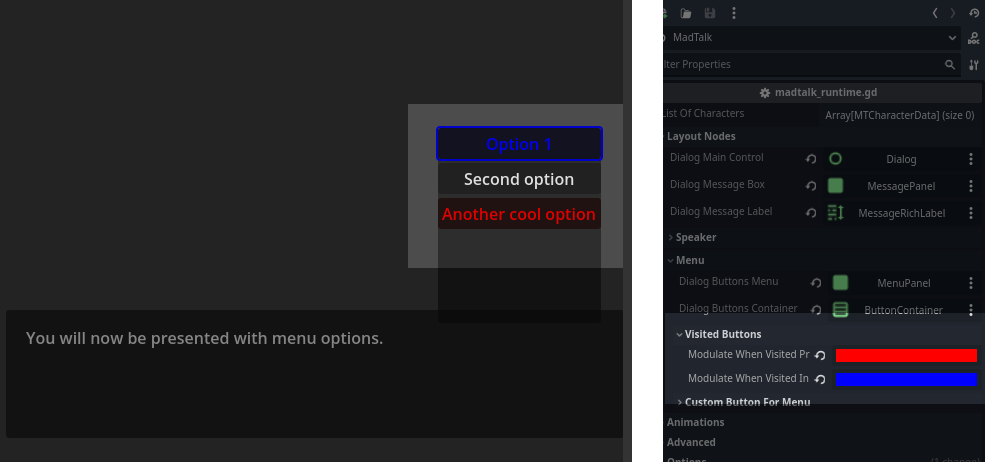 Option 1
Second option
Another cool option
You will now be presented with menu options.
MadTalk
lter Properties
madtalk_runtime.gd
List Of Characters
Array[MTCharacterData] (size 0)
Layout Nodes
Dialog Main Control
Dialog
Dialog Message Box
MessagePanel
Dialog Message Label
MessageRichLabel
Speaker
Menu
Dialog Buttons Menu
MenuPanel
Dialog Buttons Container
ButtonContainer
Visited Buttons
Modulate When Visited Pr
Modulate When Visited In
Custom Button For Menu
Animations
Advanced
Options
(1 change)